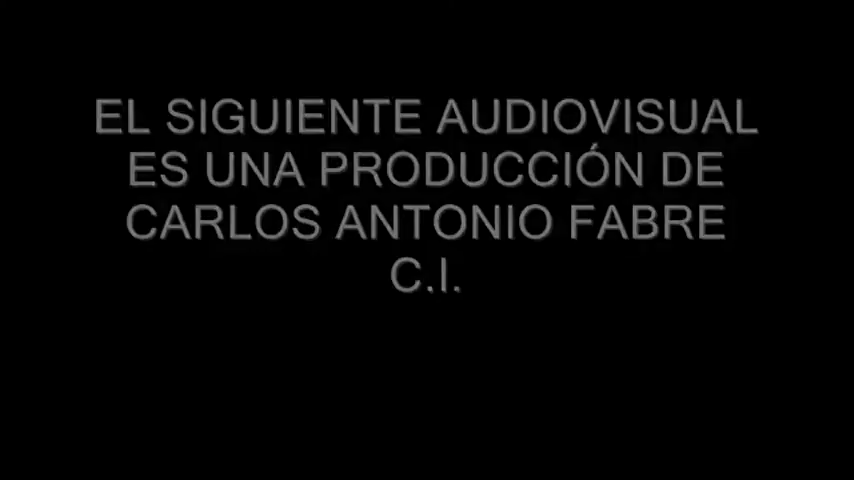 EL SIGUIENTE AUDIOVISUAL
ES UNA PRODUCCIÓN DE
CARLOS ANTONIO FABRE
C.I.